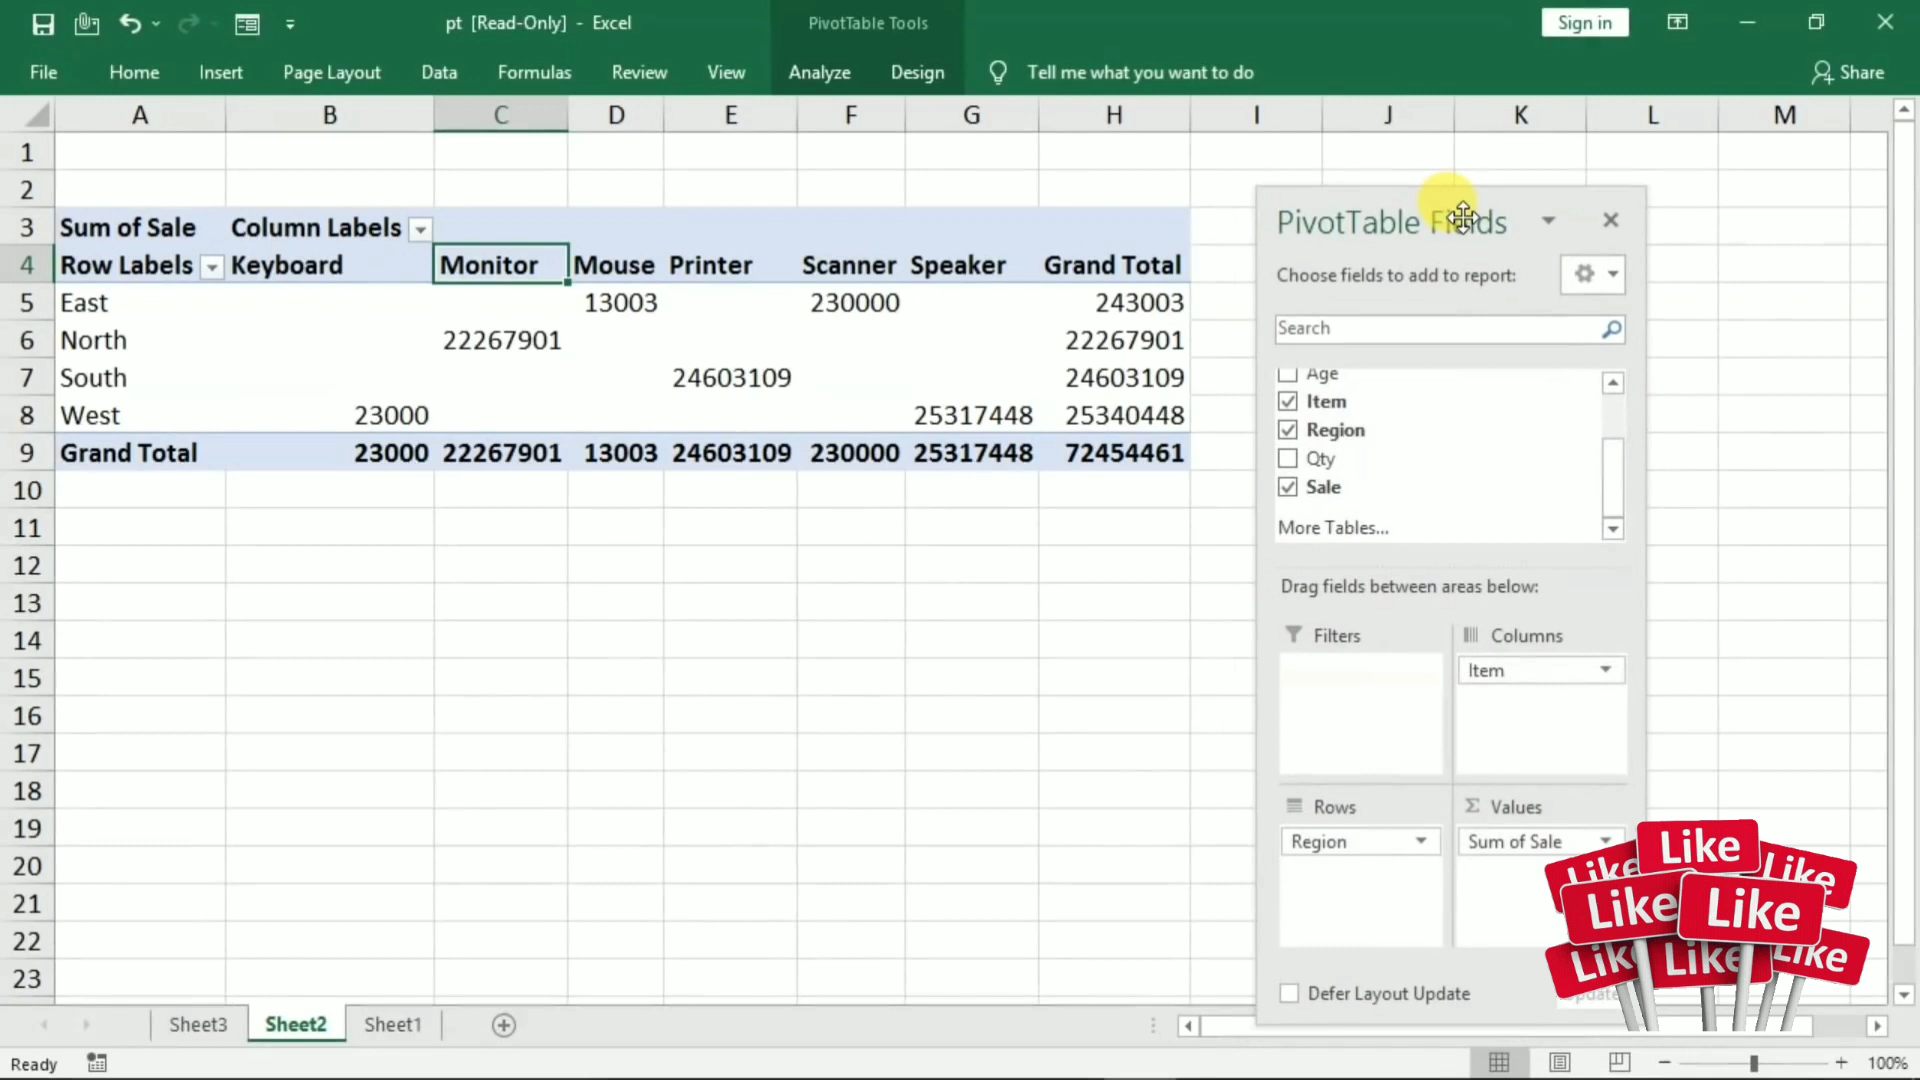 pt [Read-Only] - Excel
PivotTable Tools
Sign in
File Home Insert Page Layout Data Formulas Review View Analyze Design Tell me what you want to do Share
A B C D E F G H I J K L M
1
2
3 Sum of Sale Column Labels
4 Row Labels Keyboard Monitor Mouse Printer Scanner Speaker Grand Total
5 East 13003 230000 243003
6 North 22267901 22267901
7 South 24603109 24603109
8 West 23000 25317448 25340448
9 Grand Total 23000 22267901 13003 24603109 230000 25317448 72454461
10
11
12
13
14
15
16
17
18
19
20
21
22
23
PivotTable Fields
Choose fields to add to report:
Search
Age
Item
Region
Qty
Sale
More Tables...
Drag fields between areas below:
Filters Columns
Item
Rows Values
Region Sum of Sale
Defer Layout Update
Like
Like Like
Like Like
Like Like Like
Sheet3 Sheet2 Sheet1
Ready
100%